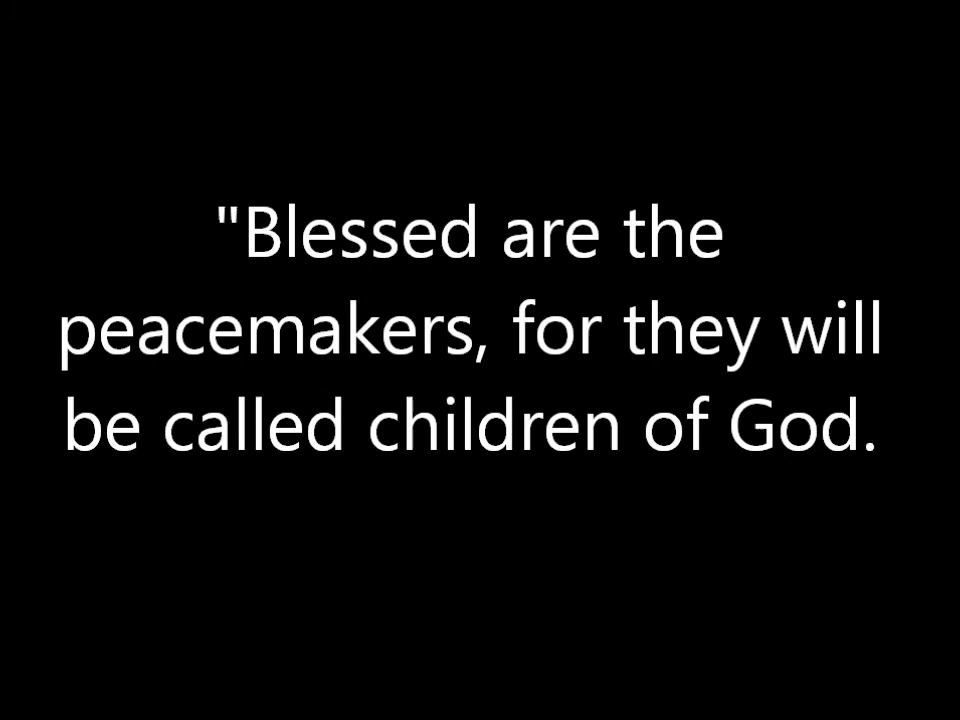 "Blessed are the
peacemakers, for they will
be called children of God.